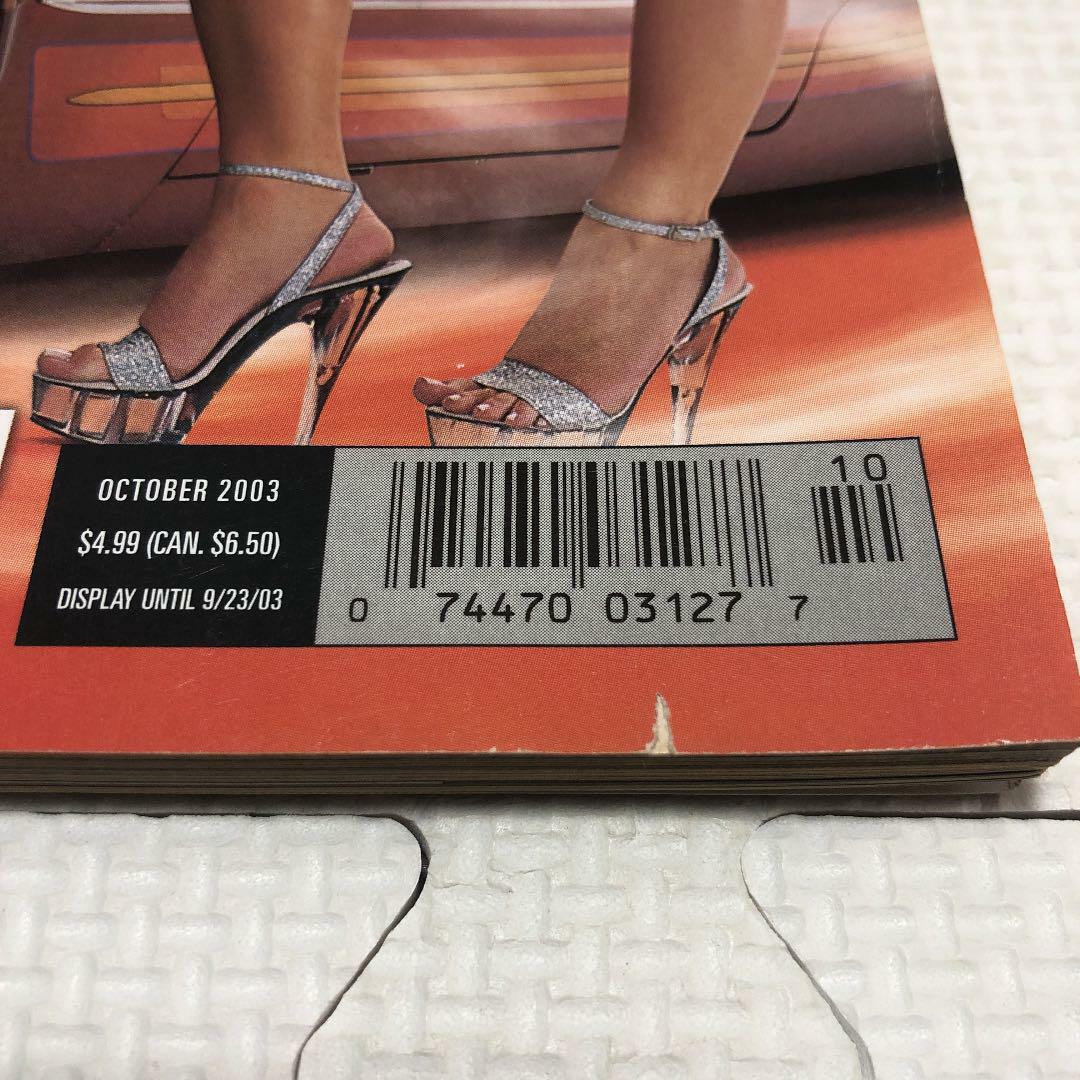 OCTOBER 2003
$4.99 (CAN. $6.50)
DISPLAY UNTIL 9/23/03
10
0 74470 03127 7